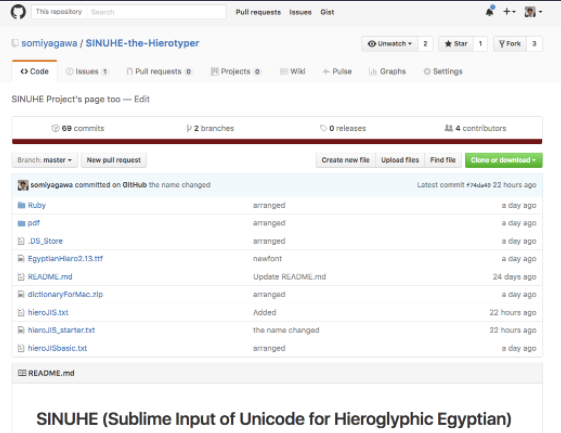 This repository Search Pull requests Issues Gist
somiyagawa / SINUHE-the-Hierotyper Unwatch 2 Star 1 Fork 3
Code Issues 1 Pull requests 0 Projects 0 Wiki Pulse Graphs Settings
SINUHE Project's page too — Edit
69 commits 2 branches 0 releases 4 contributors
Branch: master New pull request Create new file Upload files Find file Clone or download
somiyagawa committed on GitHub the name changed Latest commit f74da49 22 hours ago
Ruby arranged a day ago
pdf arranged a day ago
.DS_Store arranged a day ago
EgyptianHiero2.13.ttf newfont a day ago
README.md Update README.md 24 days ago
dictionaryForMac.zip arranged a day ago
hieroJIS.txt Added 22 hours ago
hieroJIS_starter.txt the name changed 22 hours ago
hieroJISbasic.txt arranged a day ago
README.md
SINUHE (Sublime Input of Unicode for Hieroglyphic Egyptian)